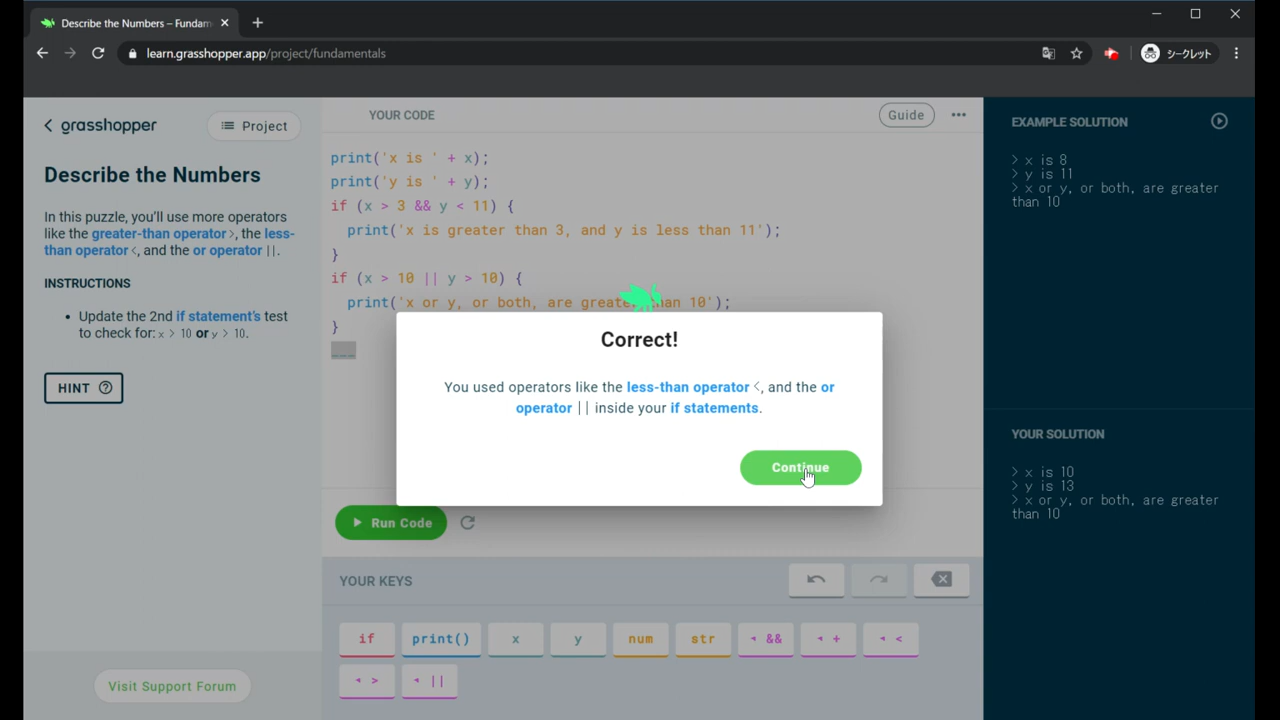 Describe the Numbers – Fundam
learn.grasshopper.app/project/fundamentals
シークレット
grasshopper
Project
Describe the Numbers
In this puzzle, you'll use more operators
like the greater-than operator >, the less-
than operator <, and the or operator ||.
INSTRUCTIONS
• Update the 2nd if statement's test
to check for: x > 10 or y > 10.
HINT
Visit Support Forum
YOUR CODE
Guide
print('x is ' + x);
print('y is ' + y);
if (x > 3 && y < 11) {
print('x is greater than 3, and y is less than 11');
}
if (x > 10 || y > 10) {
print('x or y, or both, are greater than 10');
}
Correct!
You used operators like the less-than operator <, and the or
operator || inside your if statements.
Continue
Run Code
YOUR KEYS
if print() x y num str && + <
> ||
EXAMPLE SOLUTION
> x is 8
> y is 11
> x or y, or both, are greater
than 10
YOUR SOLUTION
> x is 10
> y is 13
> x or y, or both, are greater
than 10